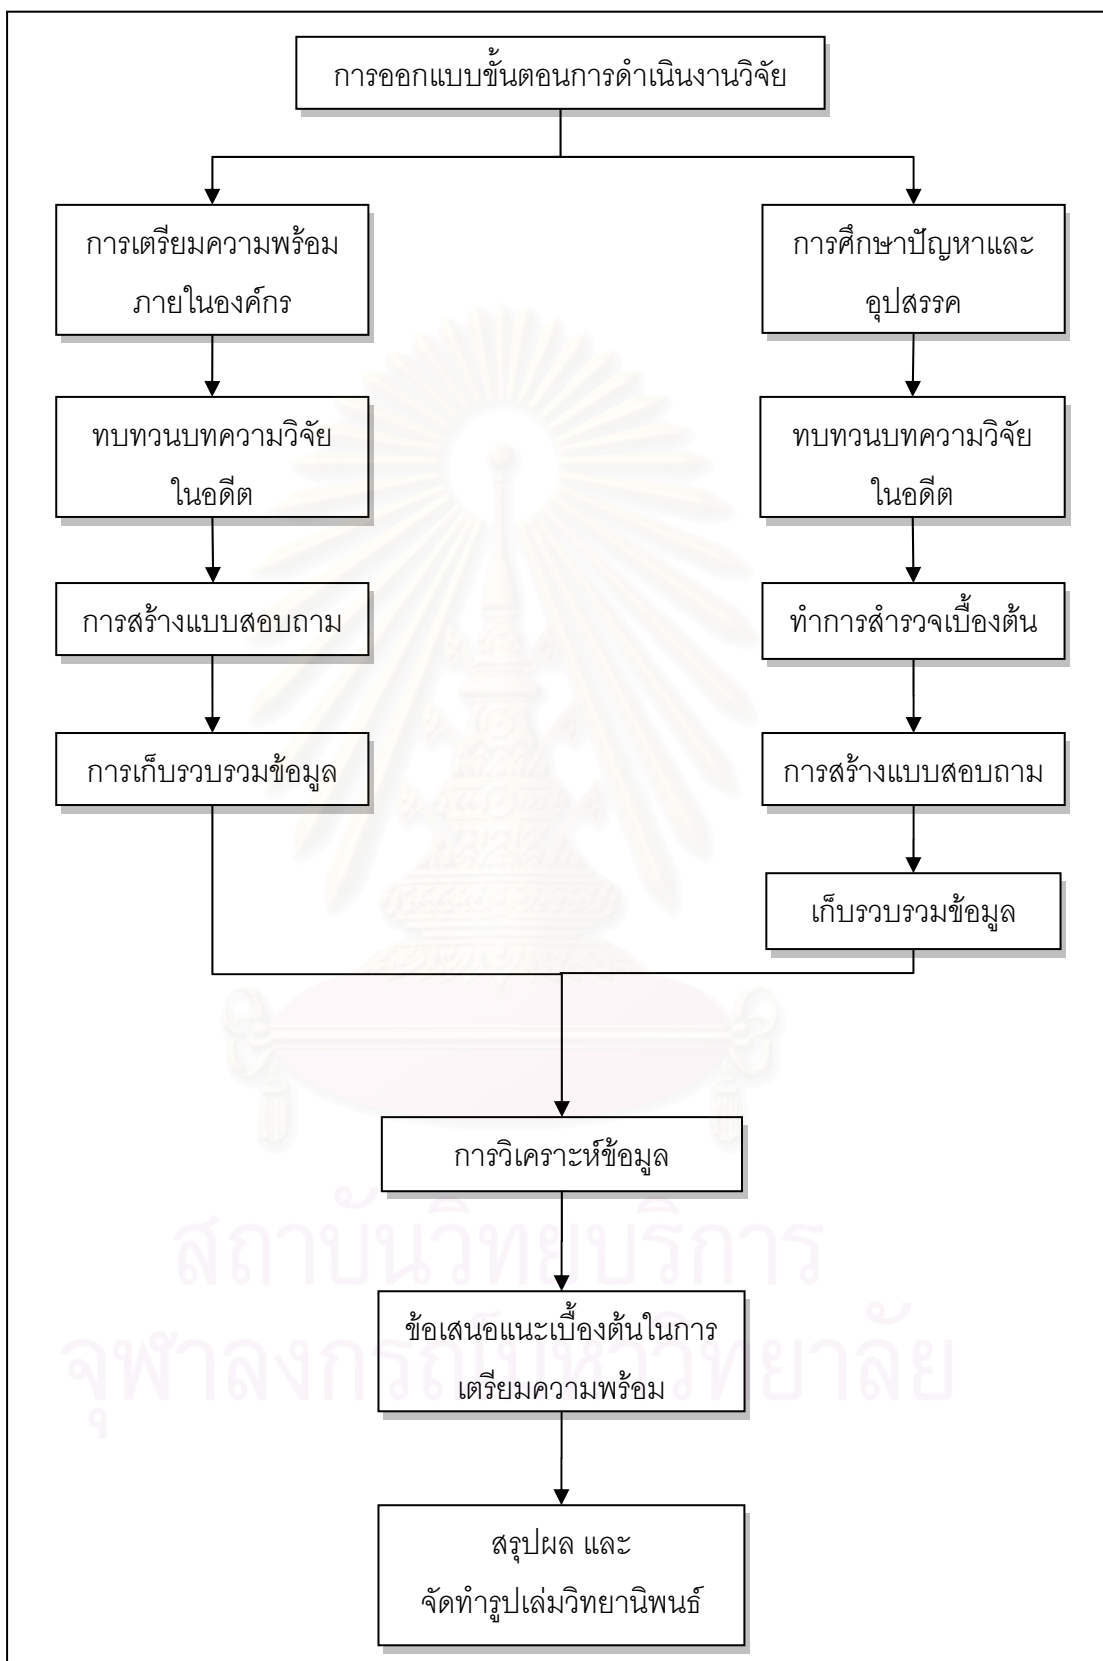 การออกแบบขั้นตอนการดำเนินงานวิจัย
การเตรียมความพร้อม
ภายในองค์กร
ทบทวนบทความวิจัย
ในอดีต
การสร้างแบบสอบถาม
การเก็บรวบรวมข้อมูล
การศึกษาปัญหาและ
อุปสรรค
ทบทวนบทความวิจัย
ในอดีต
ทำการสำรวจเบื้องต้น
การสร้างแบบสอบถาม
เก็บรวบรวมข้อมูล
การวิเคราะห์ข้อมูล
สถาบันวิทยบริการ
จุฬาลงกรณ์มหาวิทยาลัย
ข้อเสนอแนะเบื้องต้นในการ
เตรียมความพร้อม
สรุปผล และ
จัดทำรูปเล่มวิทยานิพนธ์